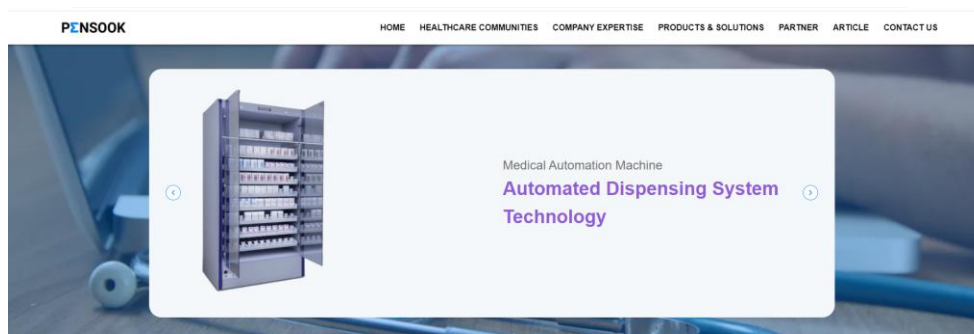 PΣNSOOK
HOME HEALTHCARE COMMUNITIES COMPANY EXPERTISE PRODUCTS & SOLUTIONS PARTNER ARTICLE CONTACT US
Medical Automation Machine
Automated Dispensing System
Technology